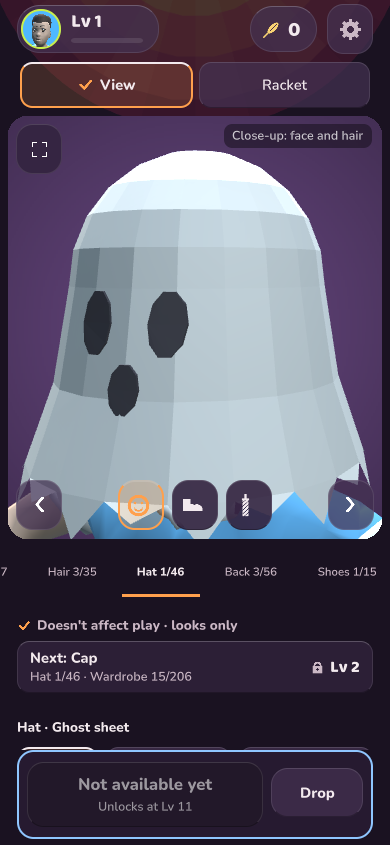 Lv 1
0
View
Racket
Close-up: face and hair
7
Hair 3/35
Hat 1/46
Back 3/56
Shoes 1/15
Doesn't affect play · looks only
Next: Cap
Hat 1/46 · Wardrobe 15/206
Lv 2
Hat · Ghost sheet
Not available yet
Unlocks at Lv 11
Drop